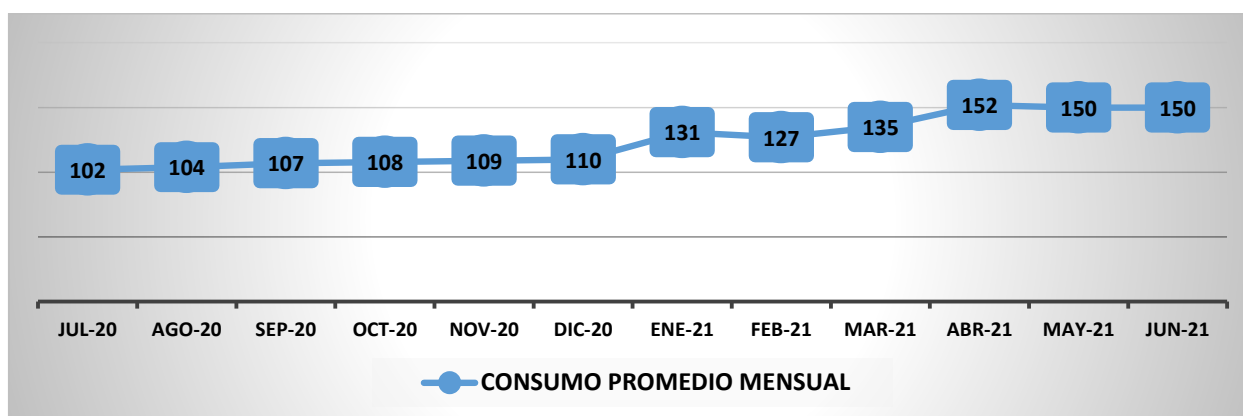 102 104 107 108 109 110 131 127 135 152 150 150
JUL-20 AGO-20 SEP-20 OCT-20 NOV-20 DIC-20 ENE-21 FEB-21 MAR-21 ABR-21 MAY-21 JUN-21
CONSUMO PROMEDIO MENSUAL